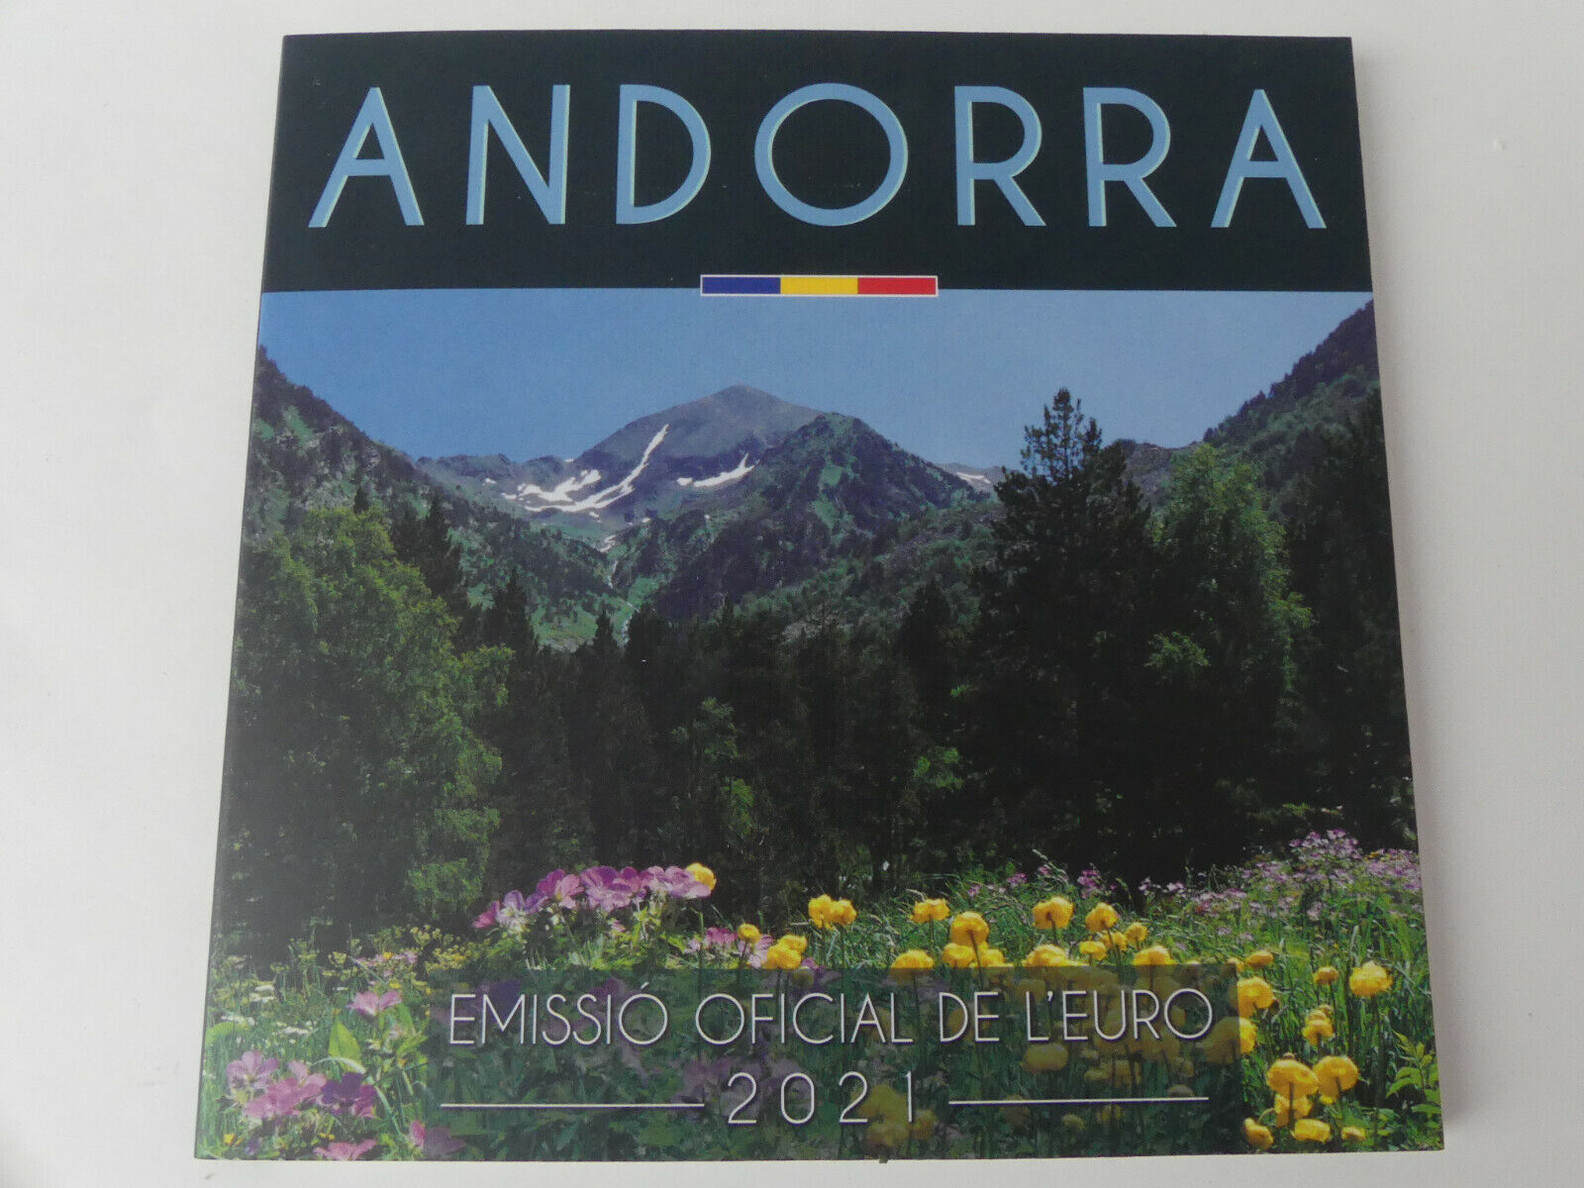 ANDORRA
EMISSIÓ OFICIAL DE L'EURO
2021